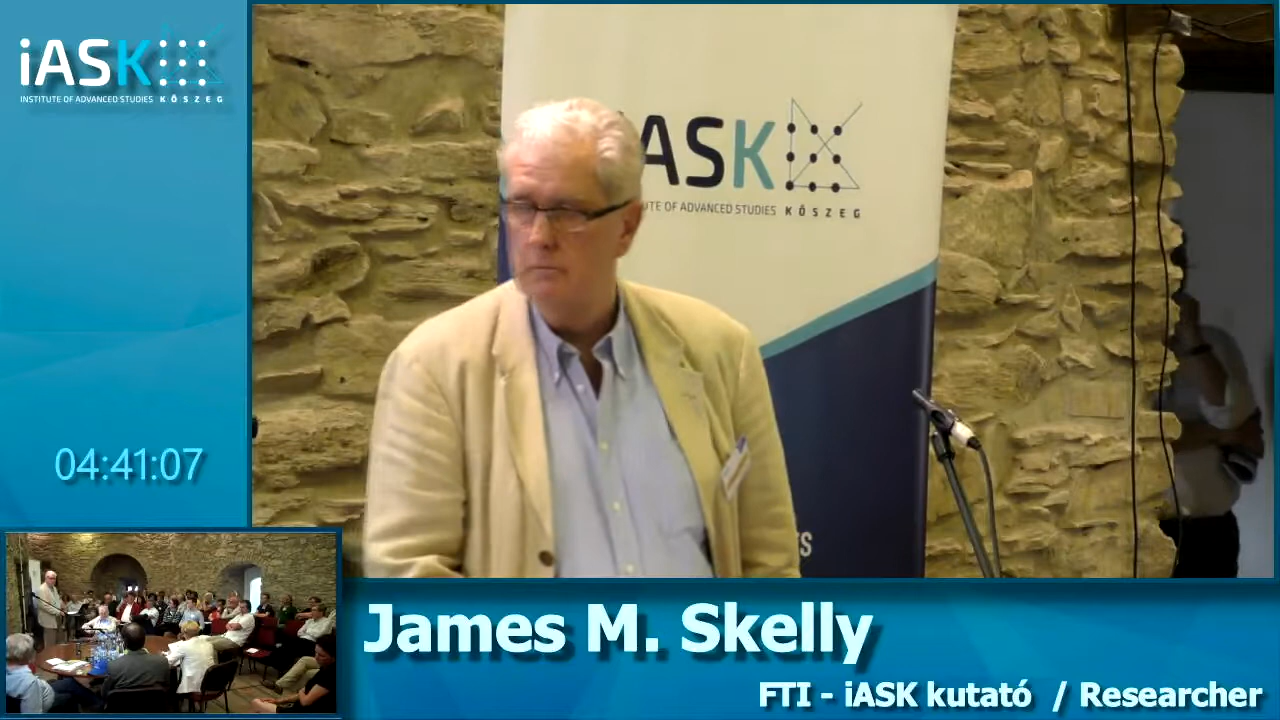 iASK
INSTITUTE OF ADVANCED STUDIES KŐSZEG
ASK
UTE OF ADVANCED STUDIES KŐSZEG
04:41:07
James M. Skelly
FTI - iASK kutató / Researcher